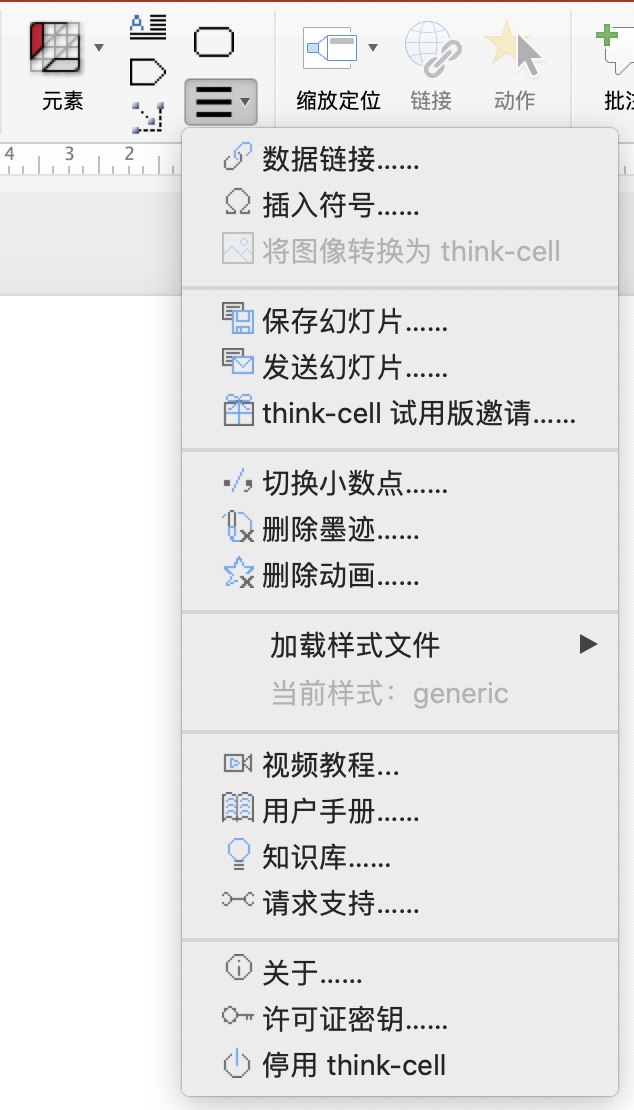 元素
A
缩放定位
链接
动作
批
4 3 2
数据链接……
插入符号……
将图像转换为 think-cell
保存幻灯片……
发送幻灯片……
think-cell 试用版邀请……
切换小数点……
删除墨迹……
删除动画……
加载样式文件
当前样式：generic
视频教程…
用户手册……
知识库……
请求支持……
关于……
许可证密钥……
停用 think-cell